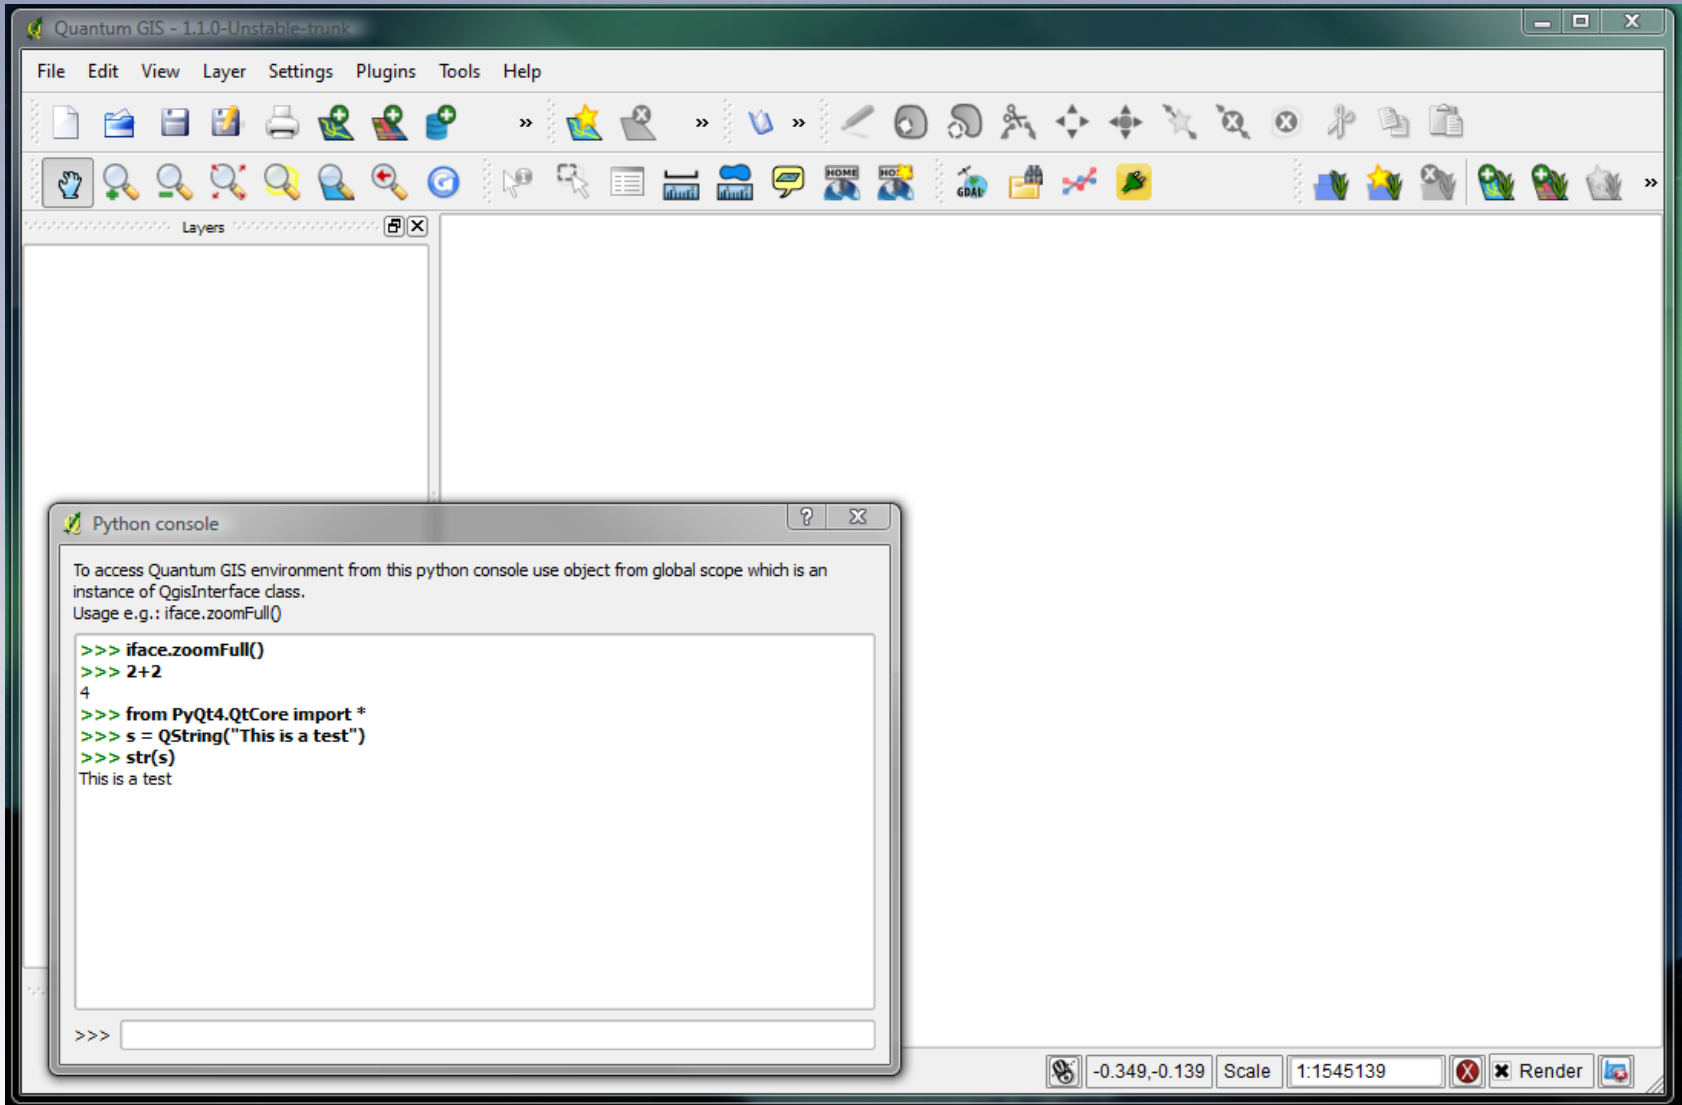 Quantum GIS - 1.1.0-Unstable-trunk
File Edit View Layer Settings Plugins Tools Help
HOME
GDAL
Layers
Python console
To access Quantum GIS environment from this python console use object from global scope which is an
instance of QgisInterface class.
Usage e.g.: iface.zoomFull()
>>> iface.zoomFull()
>>> 2+2
4
>>> from PyQt4.QtCore import *
>>> s = QString("This is a test")
>>> str(s)
This is a test
>>>
-0.349,-0.139 Scale 1:1545139 Render